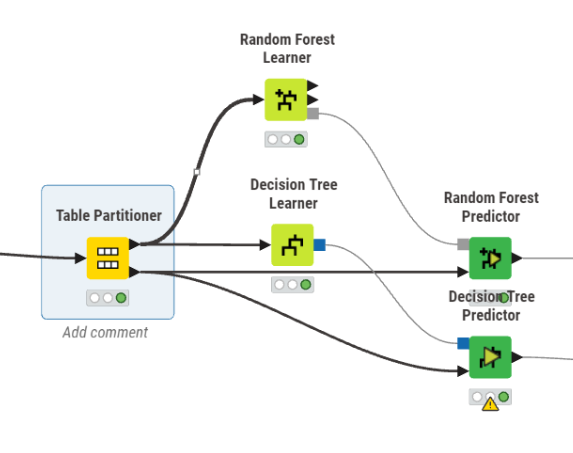 Random Forest
Learner
Table Partitioner
Add comment
Decision Tree
Learner
Random Forest
Predictor
Decision Tree
Predictor